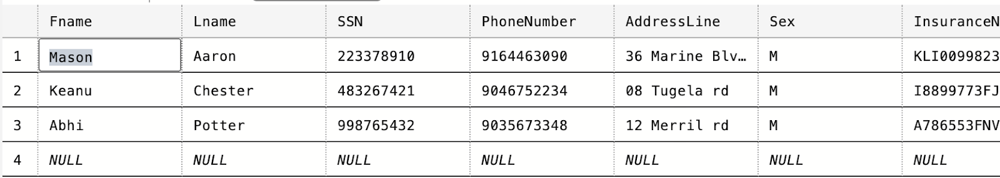 Fname Lname SSN PhoneNumber AddressLine Sex InsuranceN
1 Mason Aaron 223378910 9164463090 36 Marine Blv… M KLI0099823
2 Keanu Chester 483267421 9046752234 08 Tugela rd M I8899773FJ
3 Abhi Potter 998765432 9035673348 12 Merril rd M A786553FNV
4 NULL NULL NULL NULL NULL NULL NULL